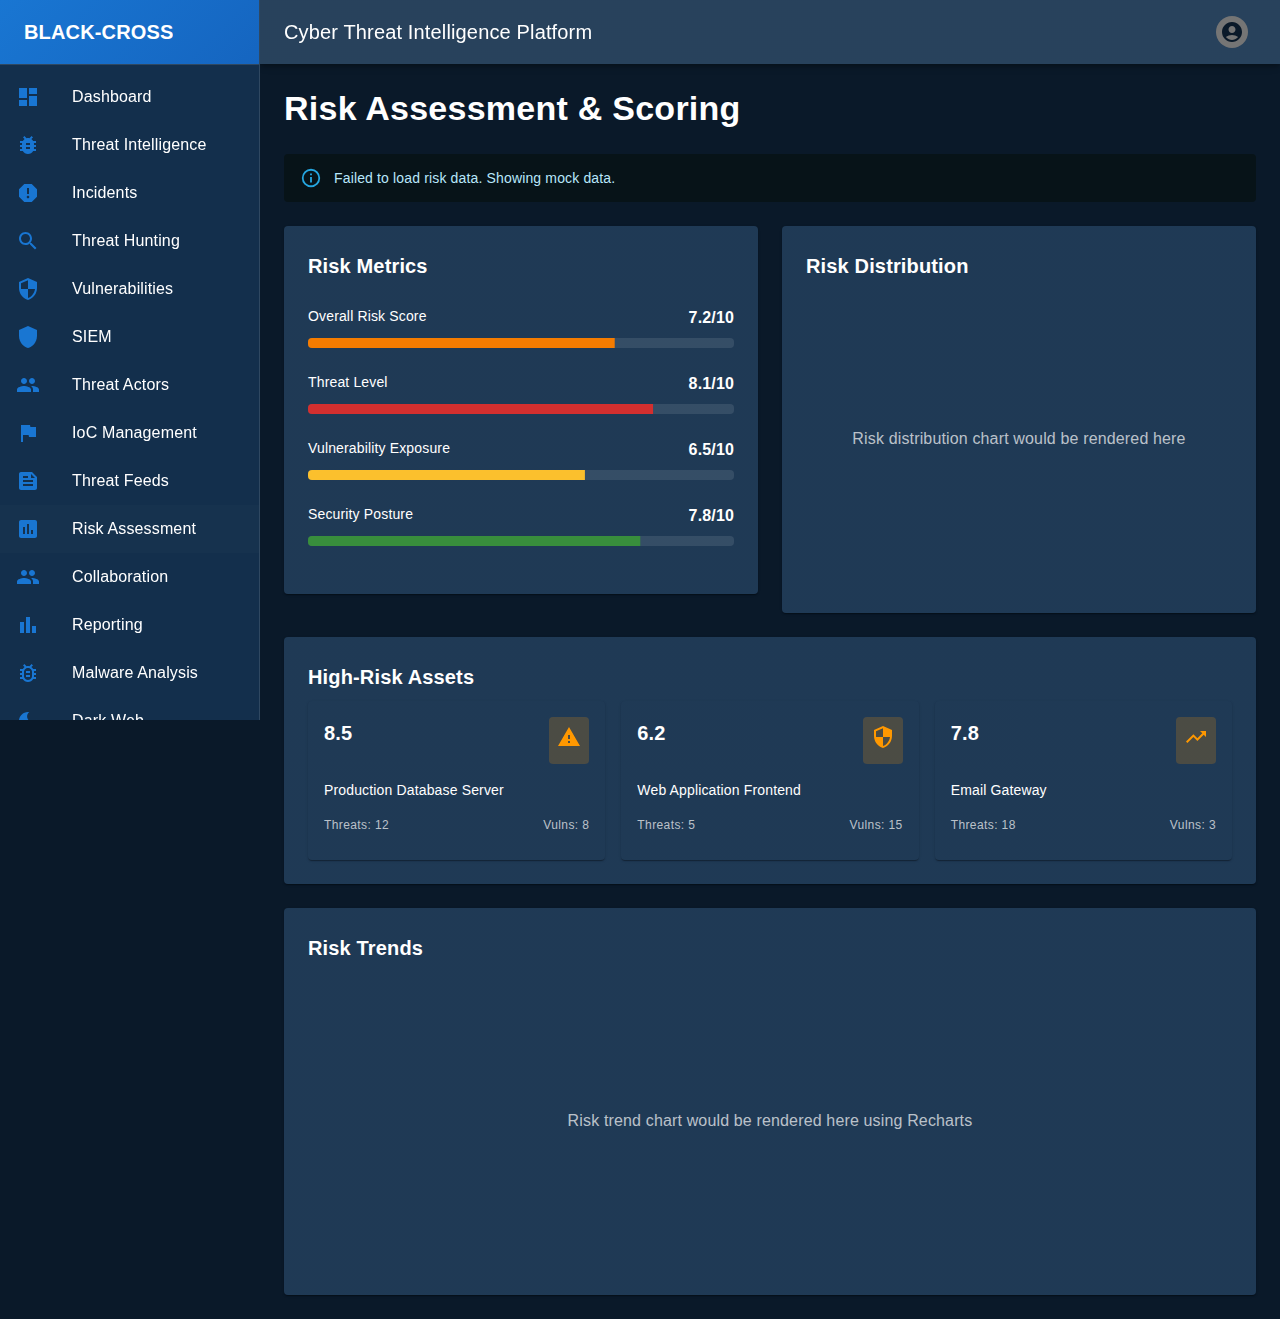 BLACK-CROSS
Cyber Threat Intelligence Platform
Dashboard
Threat Intelligence
Incidents
Threat Hunting
Vulnerabilities
SIEM
Threat Actors
IoC Management
Threat Feeds
Risk Assessment
Collaboration
Reporting
Malware Analysis
Dark Web
Risk Assessment & Scoring
Failed to load risk data. Showing mock data.
Risk Metrics
Overall Risk Score 7.2/10
Threat Level 8.1/10
Vulnerability Exposure 6.5/10
Security Posture 7.8/10
Risk Distribution
Risk distribution chart would be rendered here
High-Risk Assets
8.5
Production Database Server
Threats: 12 Vulns: 8
6.2
Web Application Frontend
Threats: 5 Vulns: 15
7.8
Email Gateway
Threats: 18 Vulns: 3
Risk Trends
Risk trend chart would be rendered here using Recharts